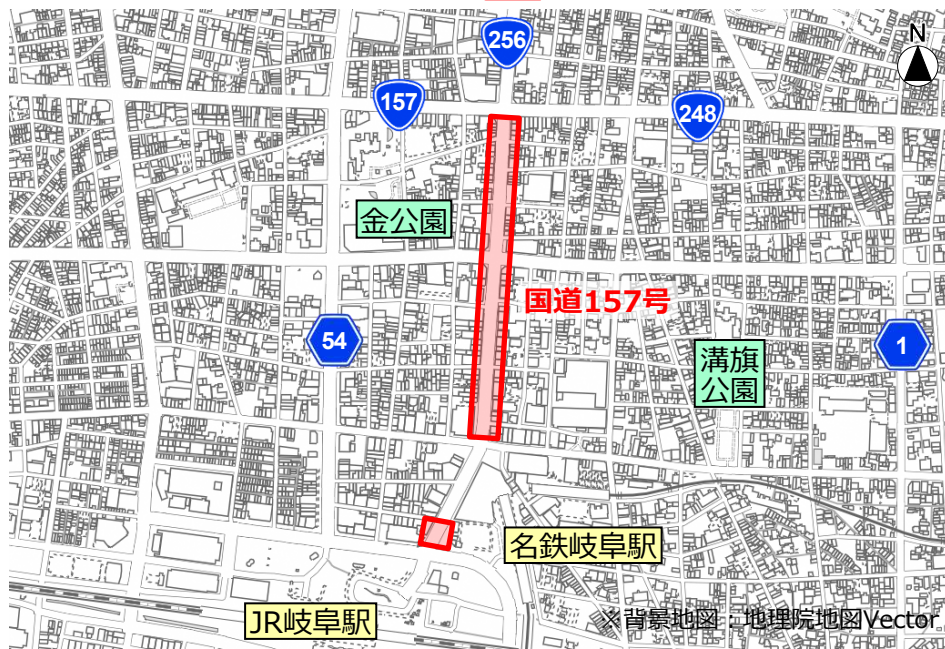 256
N
157
248
金公園
国道157号
54
1
溝旗
公園
名鉄岐阜駅
JR岐阜駅
※背景地図:地理院地図Vector